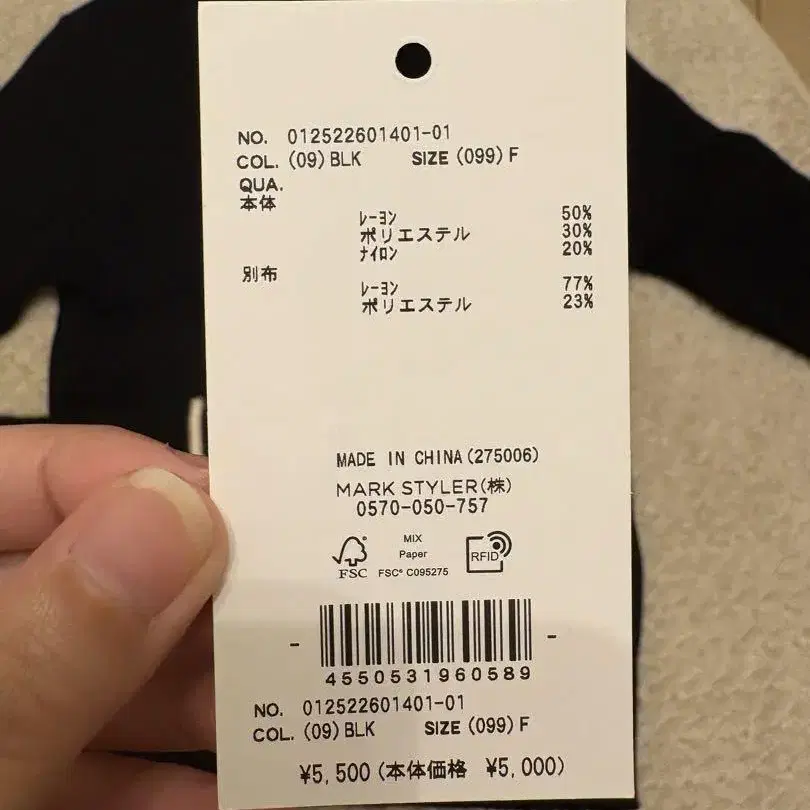 NO. 012522601401-01
COL. (09) BLK SIZE (099) F
QUA.
本体
ﾚｰﾖﾝ 50%
ポリエステル 30%
ﾅｲﾛﾝ 20%
別布
ﾚｰﾖﾝ 77%
ポリエステル 23%
MADE IN CHINA (275006)
MARK STYLER(株)
0570-050-757
MIX
Paper
FSC FSC® C095275
RFID
4550531960589
NO. 012522601401-01
COL. (09) BLK SIZE (099) F
¥5,500 (本体価格 ¥5,000)